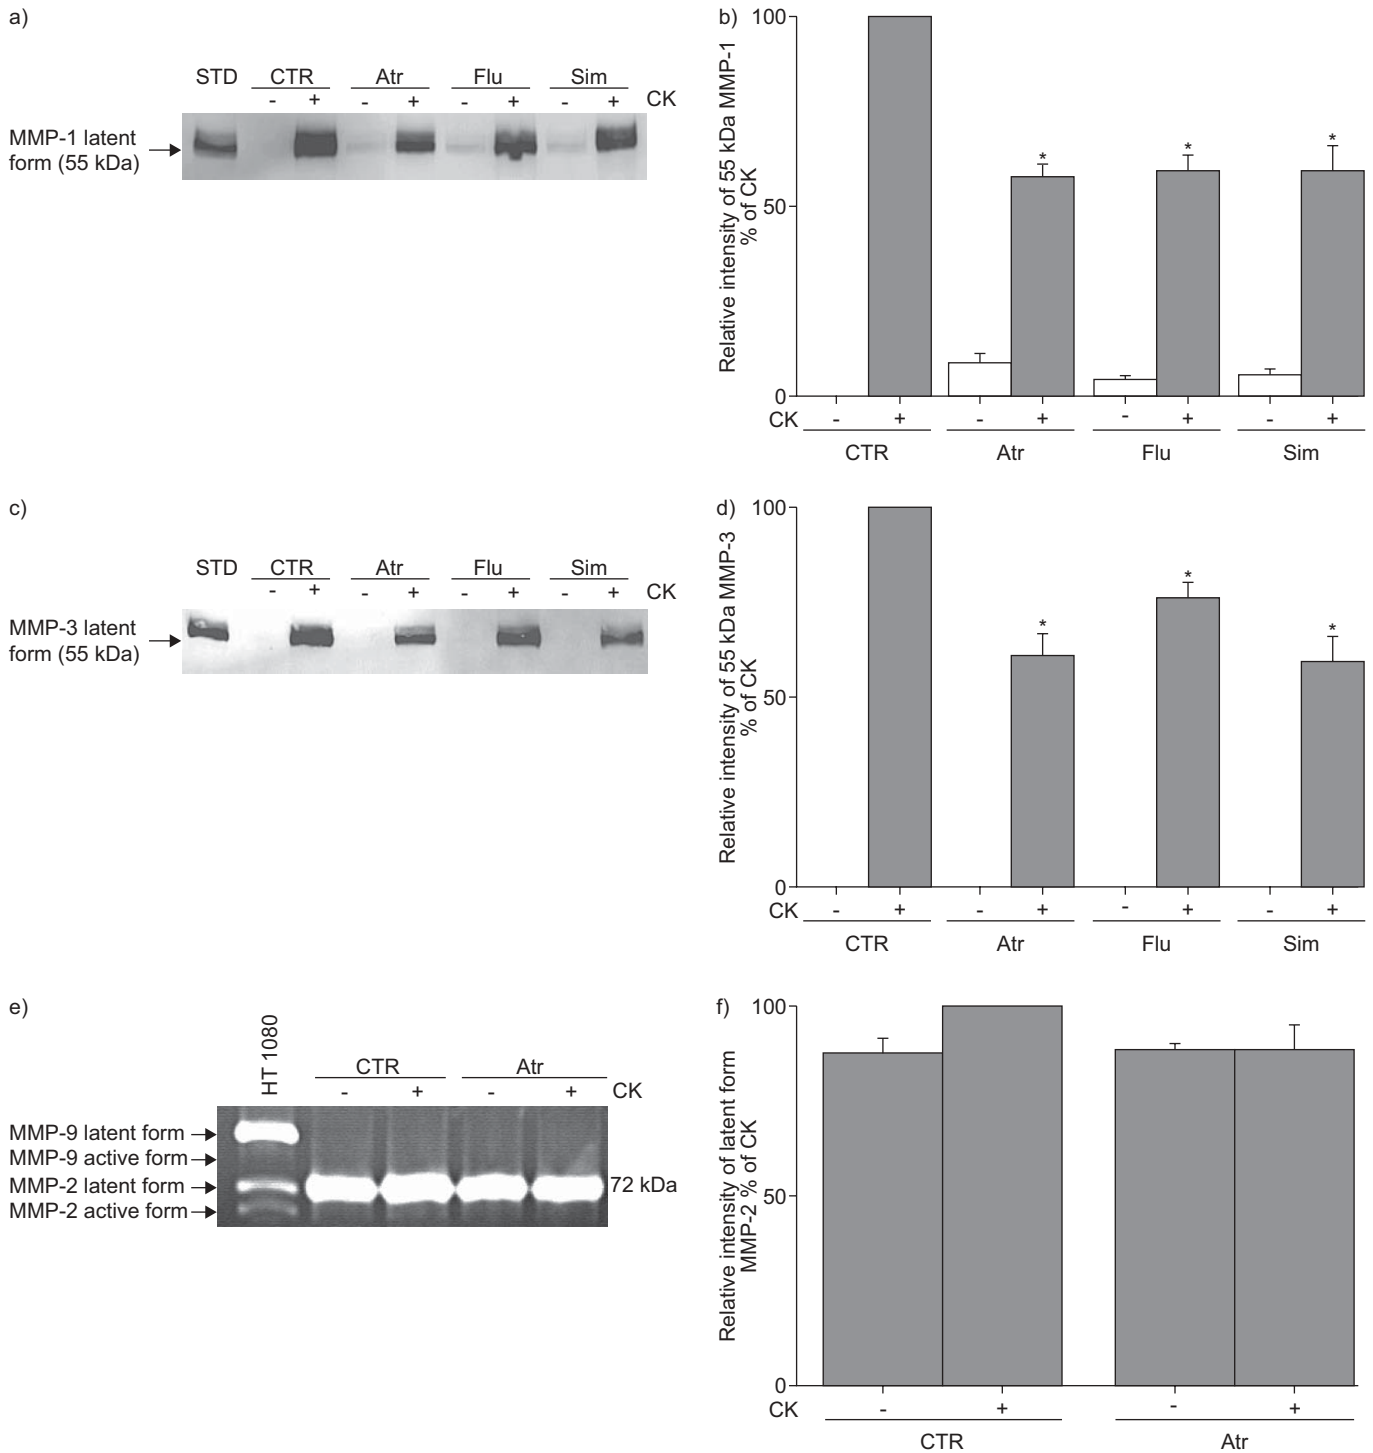 a)
STD CTR Atr Flu Sim
- + - + - + - + CK
MMP-1 latent
form (55 kDa)
b)
Relative intensity of 55 kDa MMP-1
% of CK
100
50
0
CK - + - + - + - +
CTR Atr Flu Sim
* * *
c)
STD CTR Atr Flu Sim
- + - + - + - + CK
MMP-3 latent
form (55 kDa)
d)
Relative intensity of 55 kDa MMP-3
% of CK
100
50
0
CK - + - + - + - +
CTR Atr Flu Sim
* * *
e)
HT 1080
CTR Atr
- + - + CK
MMP-9 latent form
MMP-9 active form
MMP-2 latent form
MMP-2 active form
72 kDa
f)
Relative intensity of latent form
MMP-2 % of CK
100
50
0
CK - + - +
CTR Atr